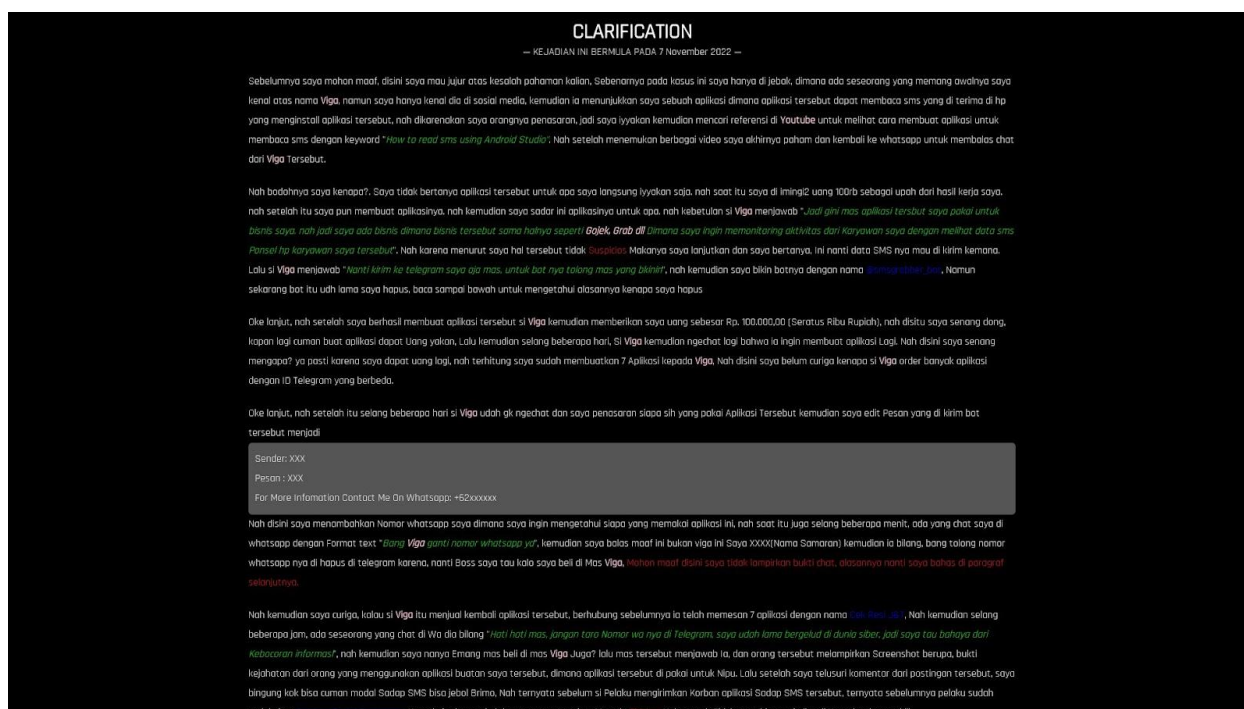 CLARIFICATION
— KEJADIAN INI BERMULA PADA 7 November 2022 —
Sebelumnya saya mohon maaf, disini saya mau jujur atas kesalah pahaman kalian, Sebenarnya pada kasus ini saya hanya di jebak, dimana ada seseorang yang memang awalnya saya
kenal atas nama Viga, namun saya hanya kenal dia di sosial media, kemudian ia menunjukkan saya sebuah aplikasi dimana aplikasi tersebut dapat membaca sms yang di terima di hp
yang menginstall aplikasi tersebut, nah dikarenakan saya orangnya penasaran, jadi saya iyyakan kemudian mencari referensi di Youtube untuk melihat cara membuat aplikasi untuk
membaca sms dengan keyword "How to read sms using Android Studio". Nah setelah menemukan berbagai video saya akhirnya paham dan kembali ke whatsapp untuk membalas chat
dari Viga Tersebut.
Nah bodohnya saya kenapa?, Saya tidak bertanya aplikasi tersebut untuk apa saya langsung iyyakan saja. nah saat itu saya di imingi2 uang 100rb sebagai upah dari hasil kerja saya.
nah setelah itu saya pun membuat aplikasinya, nah kemudian saya sadar ini aplikasinya untuk apa. nah kebetulan si Viga menjawab "Jadi gini mas aplikasi tersbut saya pakai untuk
bisnis saya. nah jadi saya ada bisnis dimana bisnis tersebut sama halnya seperti Gojek, Grab dll Dimana saya ingin memonitoring aktivitas dari Karyawan saya dengan melihat data sms
Ponsel hp karyawan saya tersebut". Nah karena menurut saya hal tersebut tidak Suspicios Makanya saya lanjutkan dan saya bertanya. Ini nanti data SMS nya mau di kirim kemana.
Lalu si Viga menjawab "Nanti kirim ke telegram saya aja mas. untuk bot nya tolong mas yang bikinin", nah kemudian saya bikin botnya dengan nama , Namun
sekarang bot itu udh lama saya hapus, baca sampai bawah untuk mengetahui alasannya kenapa saya hapus
Oke lanjut, nah setelah saya berhasil membuat aplikasi tersebut si Viga kemudian memberikan saya uang sebesar Rp. 100.000,00 (Seratus Ribu Rupiah), nah disitu saya senang dong,
kapan lagi cuman buat aplikasi dapat Uang yakan, Lalu kemudian selang beberapa hari, Si Viga kemudian ngechat lagi bahwa ia ingin membuat aplikasi Lagi. Nah disini saya senang
mengapa? ya pasti karena saya dapat uang lagi, nah terhitung saya sudah membuatkan 7 Aplikasi kepada Viga, Nah disini saya belum curiga kenapa si Viga order banyak aplikasi
dengan ID Telegram yang berbeda.
Oke lanjut, nah setelah itu selang beberapa hari si Viga udah gk ngechat dan saya penasaran siapa sih yang pakai Aplikasi Tersebut kemudian saya edit Pesan yang di kirim bot
tersebut menjadi
Sender: XXX
Pesan : XXX
For More Infomation Contact Me On Whatsapp: +62xxxxxx
Nah disini saya menambahkan Nomor whatsapp saya dimana saya ingin mengetahui siapa yang memakai aplikasi ini, nah saat itu juga selang beberapa menit, ada yang chat saya di
whatsapp dengan Format text "Bang Viga ganti nomor whatsapp ya", kemudian saya balas maaf ini bukan viga ini Saya XXXX(Nama Samaran) kemudian ia bilang, bang tolong nomor
whatsapp nya di hapus di telegram karena, nanti Boss saya tau kalo saya beli di Mas Viga, Mohon maaf disini saya tidak lampirkan bukti chat, alasannya nanti saya bahas di paragraf
selanjutnya.
Nah kemudian saya curiga, kalau si Viga itu menjual kembali aplikasi tersebut, berhubung sebelumnya ia telah memesan 7 aplikasi dengan nama Cek Resi J&T, Nah kemudian selang
beberapa jam, ada seseorang yang chat di Wa dia bilang "Hati hati mas, jangan taro Nomor wa nya di Telegram, saya udah lama bergelud di dunia siber, jadi saya tau bahaya dari
Kebocoran informasi", nah kemudian saya nanya Emang mas beli di mas Viga Juga? lalu mas tersebut menjawab Ia, dan orang tersebut melampirkan Screenshot berupa, bukti
kejahatan dari orang yang menggunakan aplikasi buatan saya tersebut, dimana aplikasi tersebut di pakai untuk Nipu. Lalu setelah saya telusuri komentar dari postingan tersebut, saya
bingung kok bisa cuman modal Sadap SMS bisa jebol Brimo, Nah ternyata sebelum si Pelaku mengirimkan Korban aplikasi Sadap SMS tersebut, ternyata sebelumnya pelaku sudah